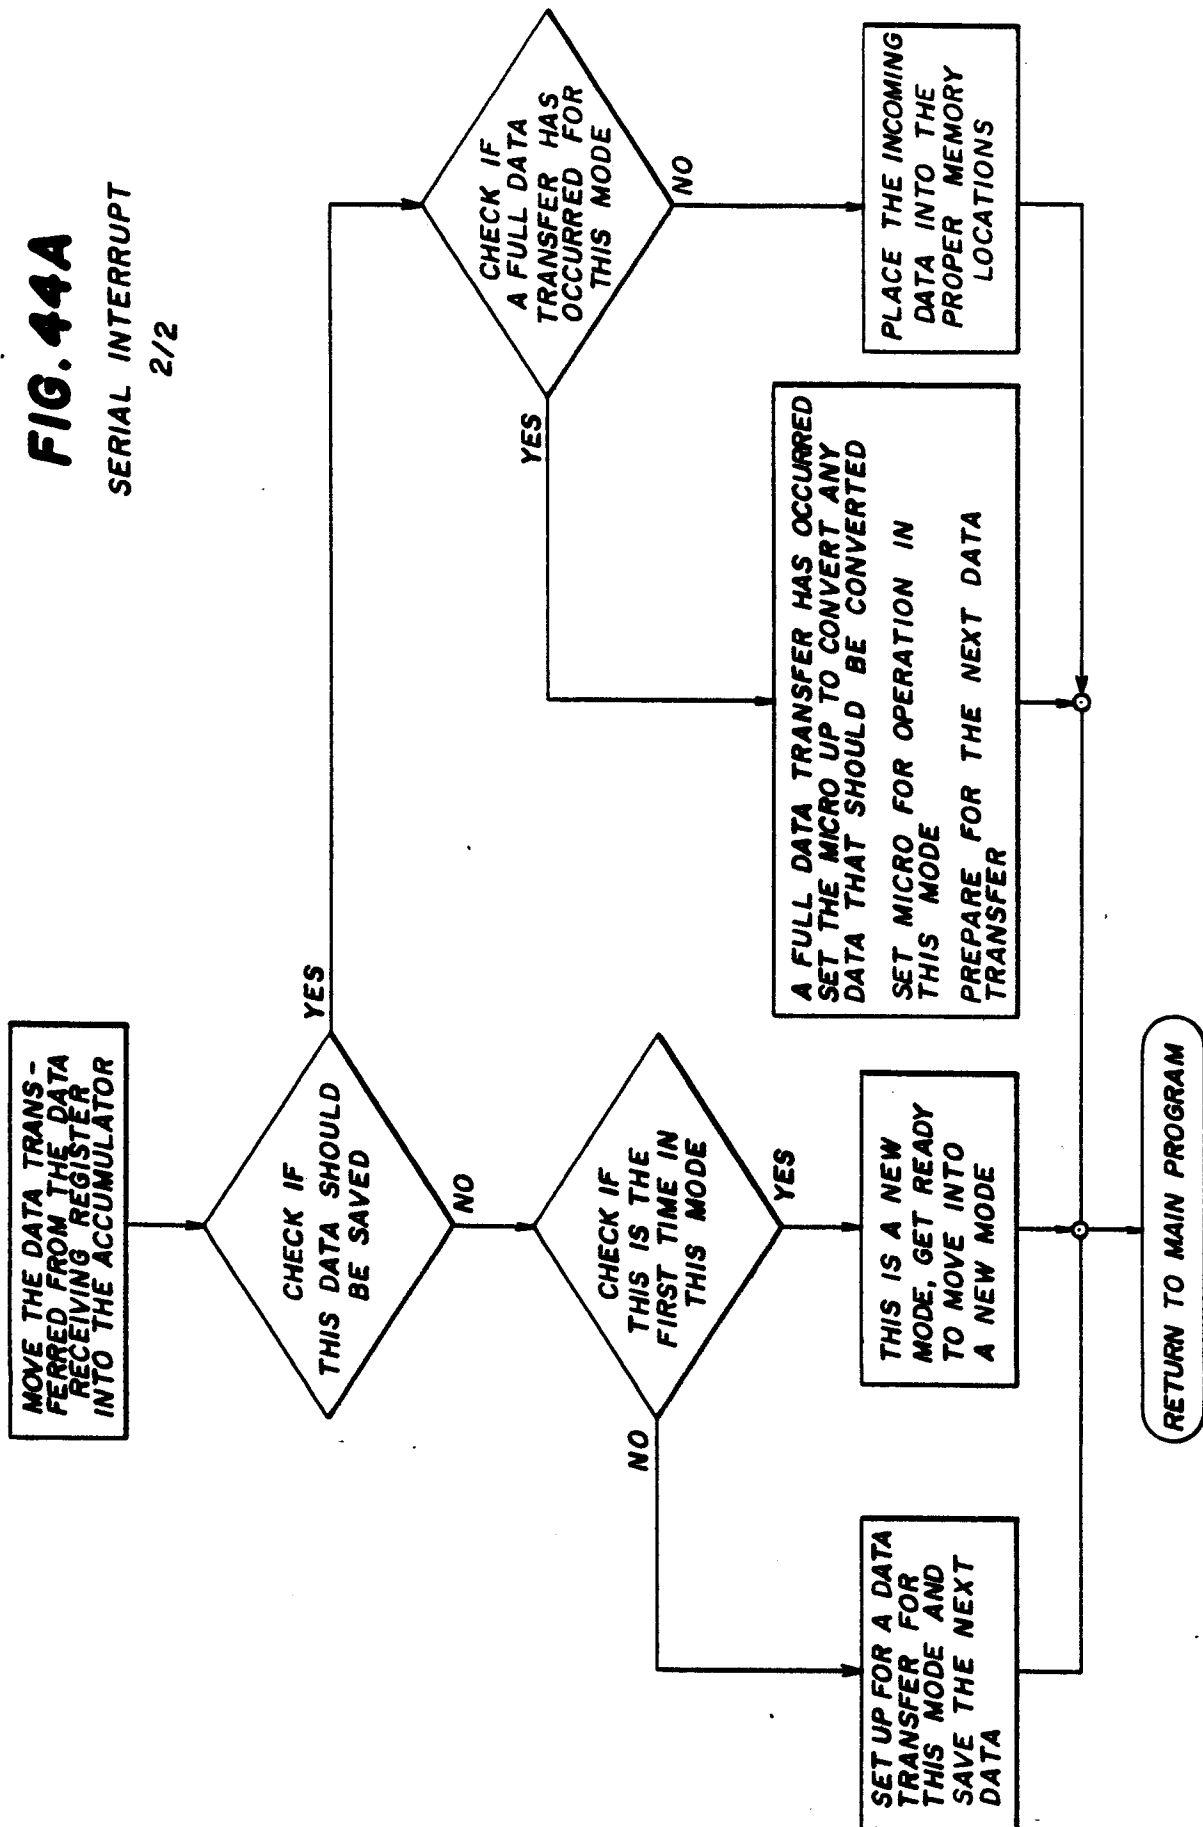 FIG. 44A
SERIAL INTERRUPT
2/2
MOVE THE DATA TRANS-
FERRED FROM THE DATA
RECEIVING REGISTER
INTO THE ACCUMULATOR
CHECK IF
THIS DATA SHOULD
BE SAVED
YES
NO
CHECK IF
A FULL DATA
TRANSFER HAS
OCCURRED FOR
THIS MODE
YES
NO
CHECK IF
THIS IS THE
FIRST TIME IN
THIS MODE
NO
YES
SET UP FOR A DATA
TRANSFER FOR
THIS MODE AND
SAVE THE NEXT
DATA
THIS IS A NEW
MODE, GET READY
TO MOVE INTO
A NEW MODE
A FULL DATA TRANSFER HAS OCCURRED
SET THE MICRO UP TO CONVERT ANY
DATA THAT SHOULD BE CONVERTED
SET MICRO FOR OPERATION IN
THIS MODE
PREPARE FOR THE NEXT DATA
TRANSFER
PLACE THE INCOMING
DATA INTO THE
PROPER MEMORY
LOCATIONS
RETURN TO MAIN PROGRAM